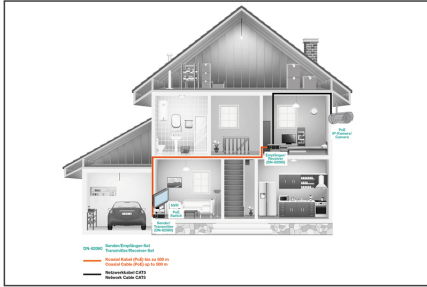 PoE
IP-Kamera/
Camera
Empfänger/
Receiver
(DN-82060)
NVR
PoE
Switch
Sender/
Transmitter
(DN-82060)
DN-82060 Sender/Empfänger-Set
Transmitter/Receiver-Set
Koaxial Kabel (PoE) bis zu 500 m
Coaxial Cable (PoE) up to 500 m
Netzwerkkabel CAT5
Network Cable CAT5